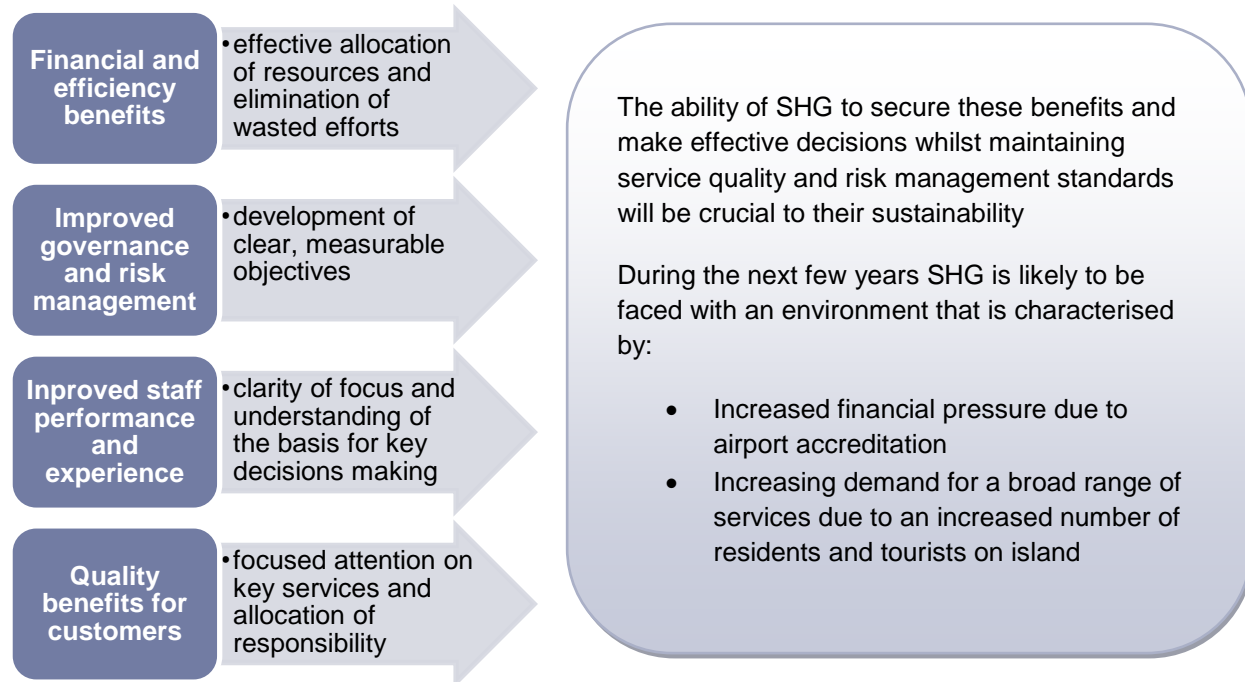 Financial and
efficiency
benefits
•effective allocation
of resources and
elimination of
wasted efforts
Improved
governance
and risk
management
•development of
clear, measurable
objectives
Inproved staff
performance
and
experience
•clarity of focus and
understanding of
the basis for key
decisions making
Quality
benefits for
customers
•focused attention on
key services and
allocation of
responsibility
The ability of SHG to secure these benefits and
make effective decisions whilst maintaining
service quality and risk management standards
will be crucial to their sustainability
During the next few years SHG is likely to be
faced with an environment that is characterised
by:
• Increased financial pressure due to
airport accreditation
• Increasing demand for a broad range of
services due to an increased number of
residents and tourists on island